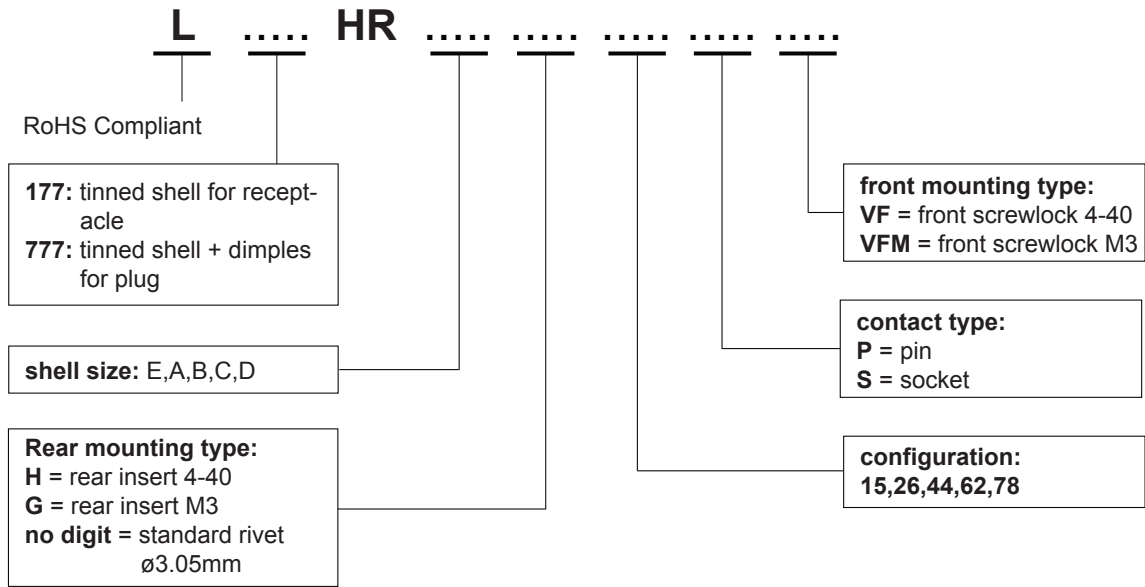 L ..... HR ..... ..... ..... ..... .....
RoHS Compliant
177: tinned shell for recept-
acle
777: tinned shell + dimples
for plug
shell size: E,A,B,C,D
Rear mounting type:
H = rear insert 4-40
G = rear insert M3
no digit = standard rivet
ø3.05mm
front mounting type:
VF = front screwlock 4-40
VFM = front screwlock M3
contact type:
P = pin
S = socket
configuration:
15,26,44,62,78